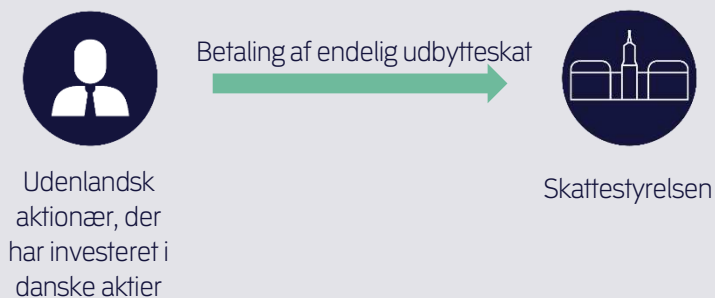 Betaling af endelig udbytteskat
Udenlandsk
aktionær, der
har investeret i
danske aktier
Skattestyrelsen